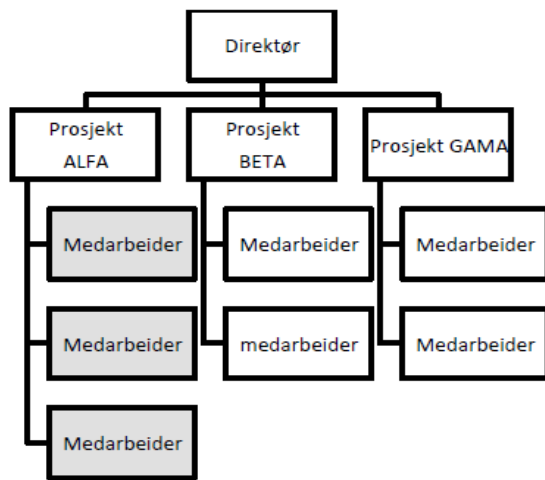 Direktør
Prosjekt
ALFA
Prosjekt
BETA
Prosjekt GAMA
Medarbeider
Medarbeider
Medarbeider
Medarbeider
medarbeider
Medarbeider
Medarbeider